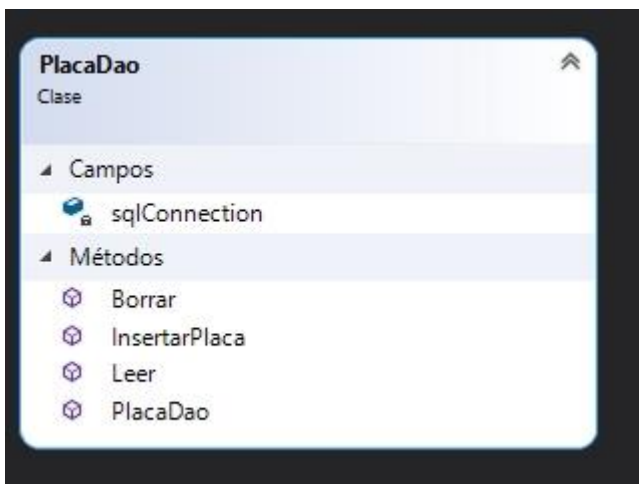 PlacaDao
Clase
Campos
sqlConnection
Métodos
Borrar
InsertarPlaca
Leer
PlacaDao